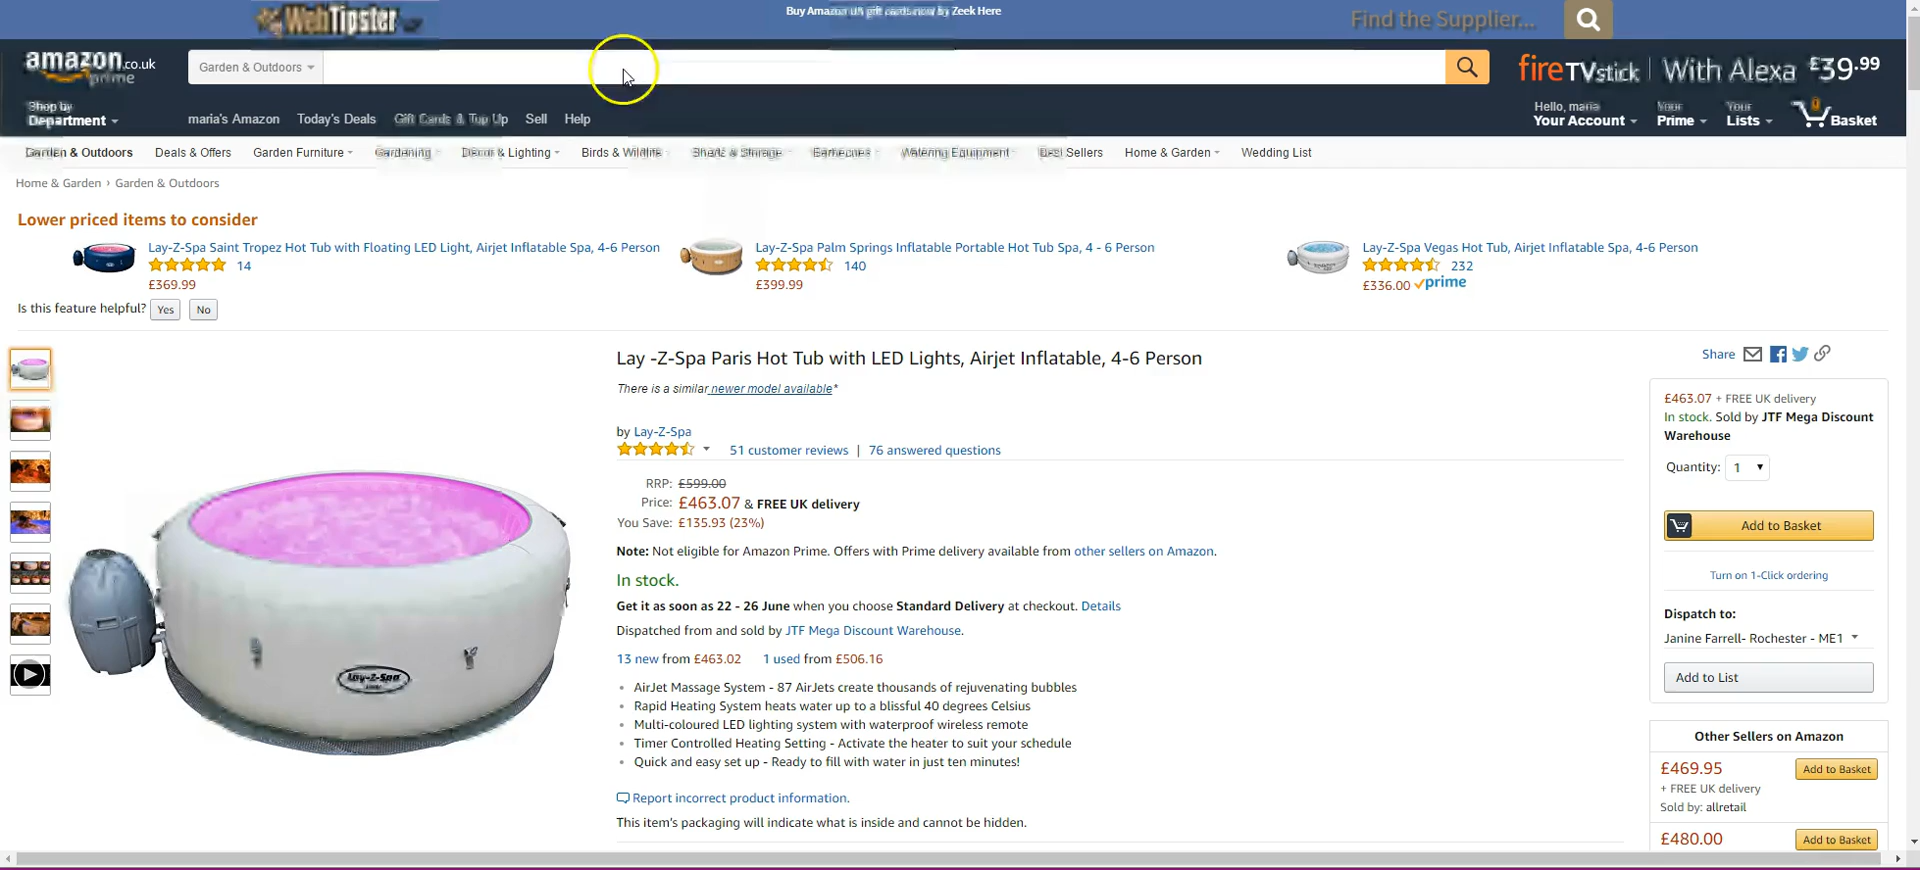 WebTipster
Buy Amazon UK gift cards now by Zeek Here
Find the Supplier...
amazon.co.uk
prime
Garden & Outdoors
fireTVstick | With Alexa £39.99
Shop by
Department
maria's Amazon Today's Deals Gift Cards & Top Up Sell Help
Hello, maria
Your Account
Your
Prime
Your
Lists
0
Basket
Garden & Outdoors Deals & Offers Garden Furniture Gardening Décor & Lighting Birds & Wildlife Sheds & Storage Barbecues Watering Equipment Best Sellers Home & Garden Wedding List
Home & Garden › Garden & Outdoors
Lower priced items to consider
Lay-Z-Spa Saint Tropez Hot Tub with Floating LED Light, Airjet Inflatable Spa, 4-6 Person
14
£369.99
Lay-Z-Spa Palm Springs Inflatable Portable Hot Tub Spa, 4 - 6 Person
140
£399.99
Lay-Z-Spa Vegas Hot Tub, Airjet Inflatable Spa, 4-6 Person
232
£336.00 prime
Is this feature helpful? Yes No
Lay -Z-Spa Paris Hot Tub with LED Lights, Airjet Inflatable, 4-6 Person
There is a similar newer model available*
by Lay-Z-Spa
51 customer reviews | 76 answered questions
RRP: £599.00
Price: £463.07 & FREE UK delivery
You Save: £135.93 (23%)
Note: Not eligible for Amazon Prime. Offers with Prime delivery available from other sellers on Amazon.
In stock.
Get it as soon as 22 - 26 June when you choose Standard Delivery at checkout. Details
Dispatched from and sold by JTF Mega Discount Warehouse.
13 new from £463.02 1 used from £506.16
• AirJet Massage System - 87 AirJets create thousands of rejuvenating bubbles
• Rapid Heating System heats water up to a blissful 40 degrees Celsius
• Multi-coloured LED lighting system with waterproof wireless remote
• Timer Controlled Heating Setting - Activate the heater to suit your schedule
• Quick and easy set up - Ready to fill with water in just ten minutes!
Report incorrect product information.
This item's packaging will indicate what is inside and cannot be hidden.
Lay-Z-Spa
Share
£463.07 + FREE UK delivery
In stock. Sold by JTF Mega Discount
Warehouse
Quantity: 1
Add to Basket
Turn on 1-Click ordering
Dispatch to:
Janine Farrell- Rochester - ME1
Add to List
Other Sellers on Amazon
£469.95 Add to Basket
+ FREE UK delivery
Sold by: allretail
£480.00 Add to Basket